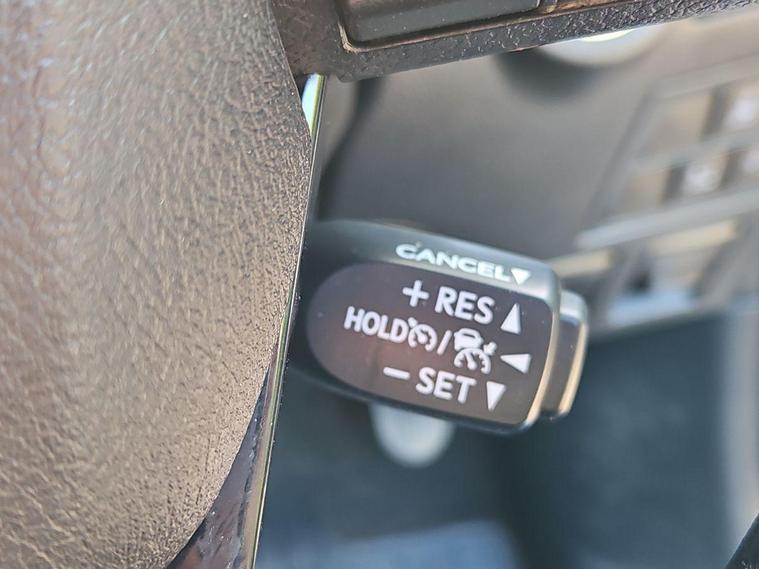 CANCEL▼
+ RES ▲
HOLD / ◀
− SET ▼